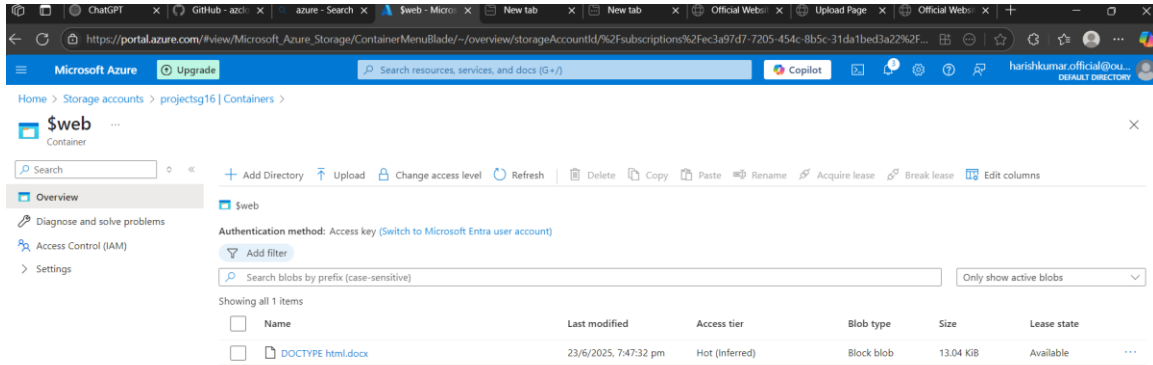 ChatGPT GitHub - azclo azure - Search $web - Micros New tab New tab Official Websi Upload Page Official Websi
https://portal.azure.com/#view/Microsoft_Azure_Storage/ContainerMenuBlade/~/overview/storageAccountId/%2Fsubscriptions%2Fec3a97d7-7205-454c-8b5c-31da1bed3a22%2F...
Microsoft Azure Upgrade Search resources, services, and docs (G+/) Copilot 3 harishkumar.official@ou...
DEFAULT DIRECTORY
Home > Storage accounts > projectsg16 | Containers >
$web ...
Container
Search
Add Directory Upload Change access level Refresh Delete Copy Paste Rename Acquire lease Break lease Edit columns
Overview
Diagnose and solve problems
Access Control (IAM)
Settings
$web
Authentication method: Access key (Switch to Microsoft Entra user account)
Add filter
Search blobs by prefix (case-sensitive) Only show active blobs
Showing all 1 items
Name Last modified Access tier Blob type Size Lease state
DOCTYPE html.docx 23/6/2025, 7:47:32 pm Hot (Inferred) Block blob 13.04 KiB Available ...